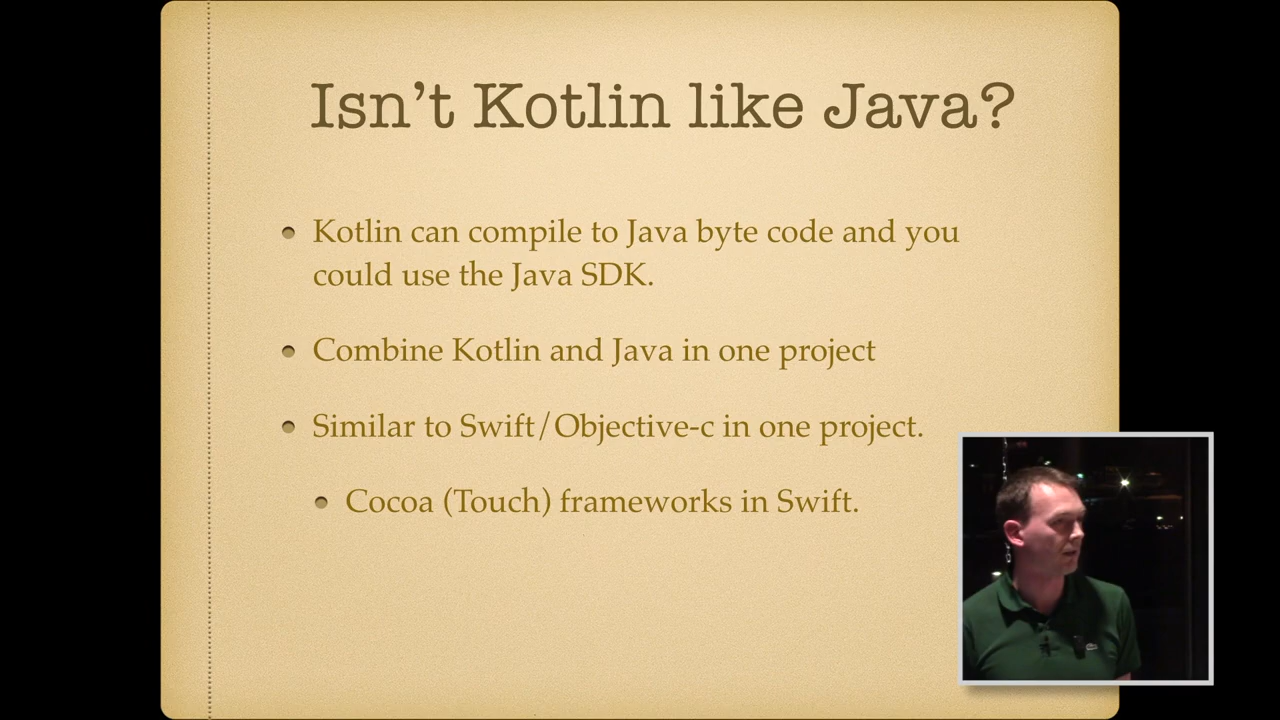 Isn’t Kotlin like Java?
Kotlin can compile to Java byte code and you
could use the Java SDK.
Combine Kotlin and Java in one project
Similar to Swift/Objective-c in one project.
Cocoa (Touch) frameworks in Swift.